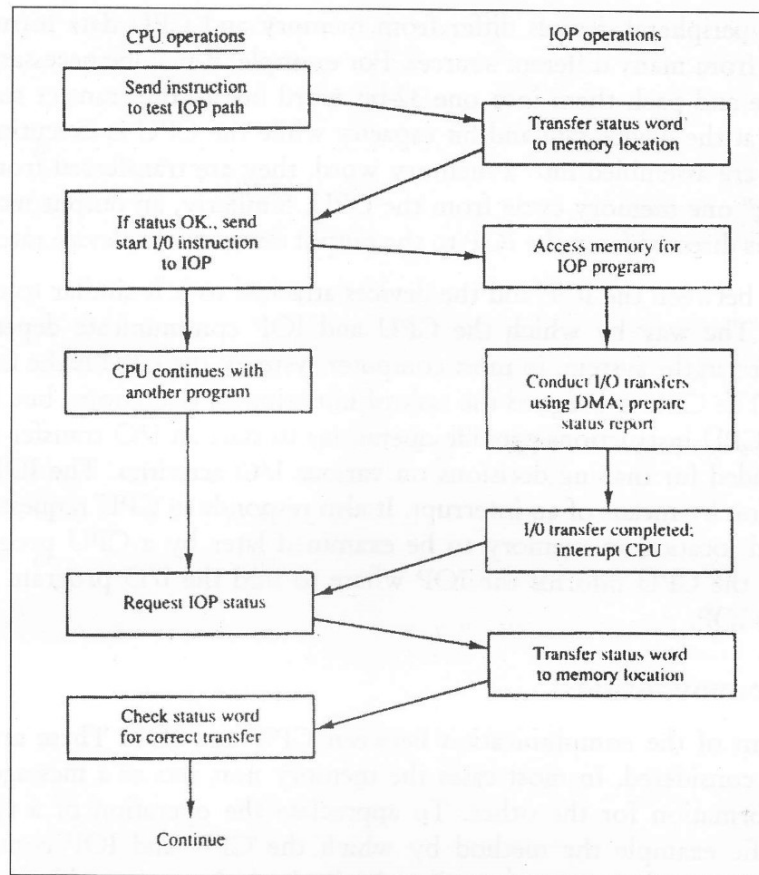 CPU operations
IOP operations
Send instruction
to test IOP path
Transfer status word
to memory location
If status OK., send
start I/0 instruction
to IOP
Access memory for
IOP program
CPU continues with
another program
Conduct I/O transfers
using DMA; prepare
status report
I/0 transfer completed;
interrupt CPU
Request IOP status
Transfer status word
to memory location
Check status word
for correct transfer
Continue